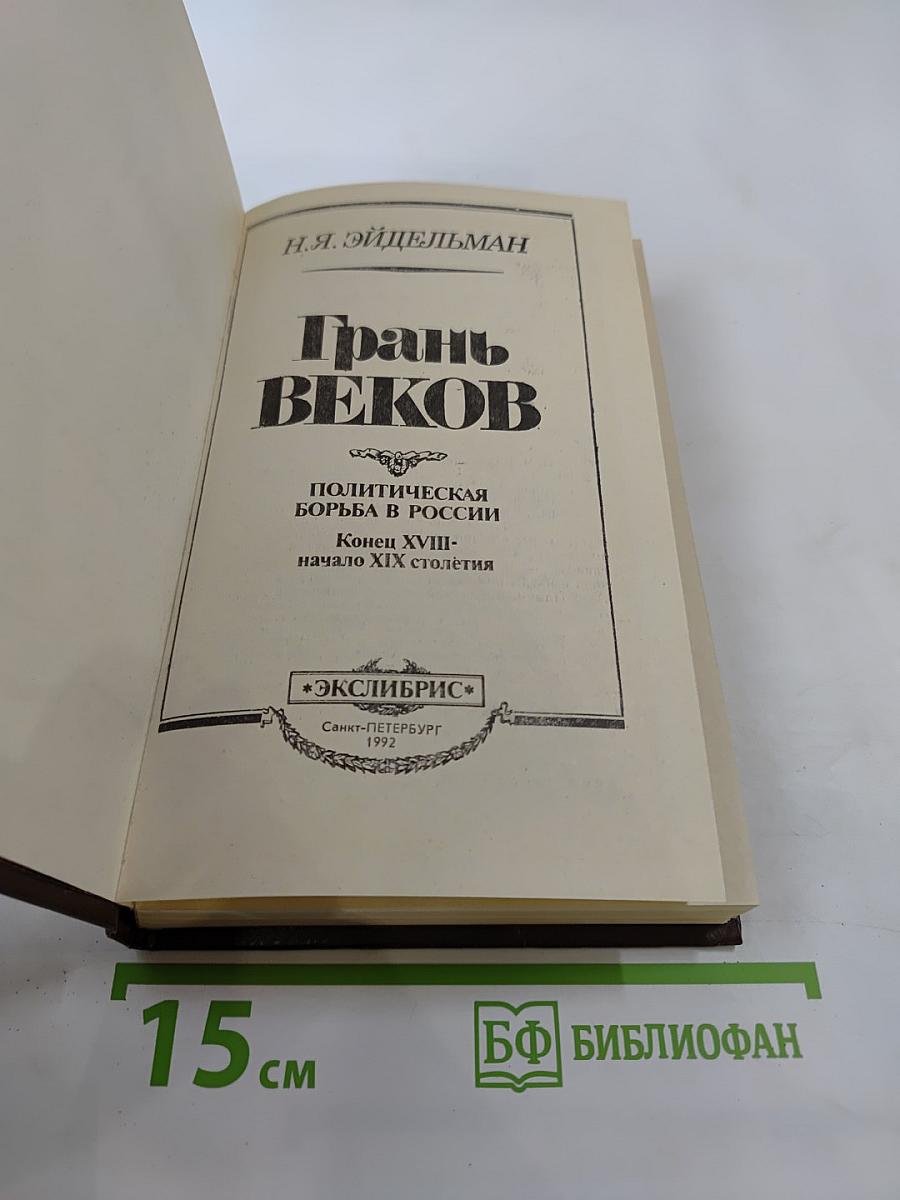 Н.Я. ЭЙДЕЛЬМАН
Грань
ВЕКОВ
ПОЛИТИЧЕСКАЯ
БОРЬБА В РОССИИ
Конец XVIII-
начало XIX столетия
*ЭКСЛИБРИС*
Санкт-ПЕТЕРБУРГ
1992
15 см
БФ БИБЛИОФАН